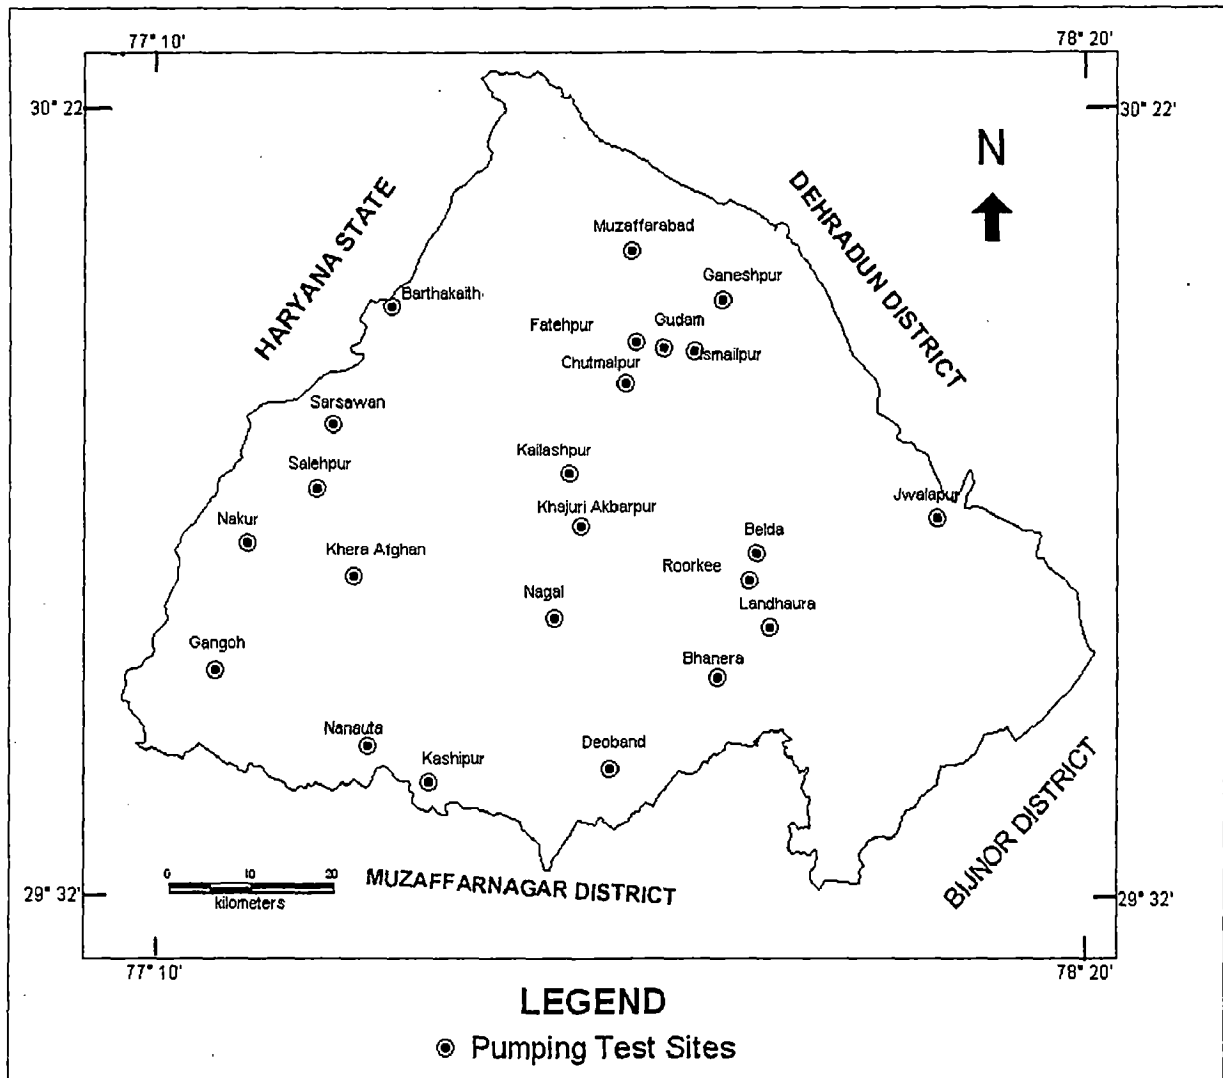 77° 10'
78° 20'
30° 22'
30° 22'
N
HARYANA STATE
DEHRADUN DISTRICT
Muzaffarabad
Ganeshpur
Barthakaith
Fatehpur
Gudam
Ismailpur
Chutmalpur
Sarsawan
Kailashpur
Salehpur
Jwalapur
Khajuri Akbarpur
Nakur
Belda
Khera Afghan
Roorkee
Nagal
Landhaura
Gangoh
Bhanera
Nanauta
Deoband
Kashipur
BIJNOR DISTRICT
0 10 20
kilometers
MUZAFFARNAGAR DISTRICT
29° 32'
29° 32'
77° 10'
78° 20'
LEGEND
Pumping Test Sites